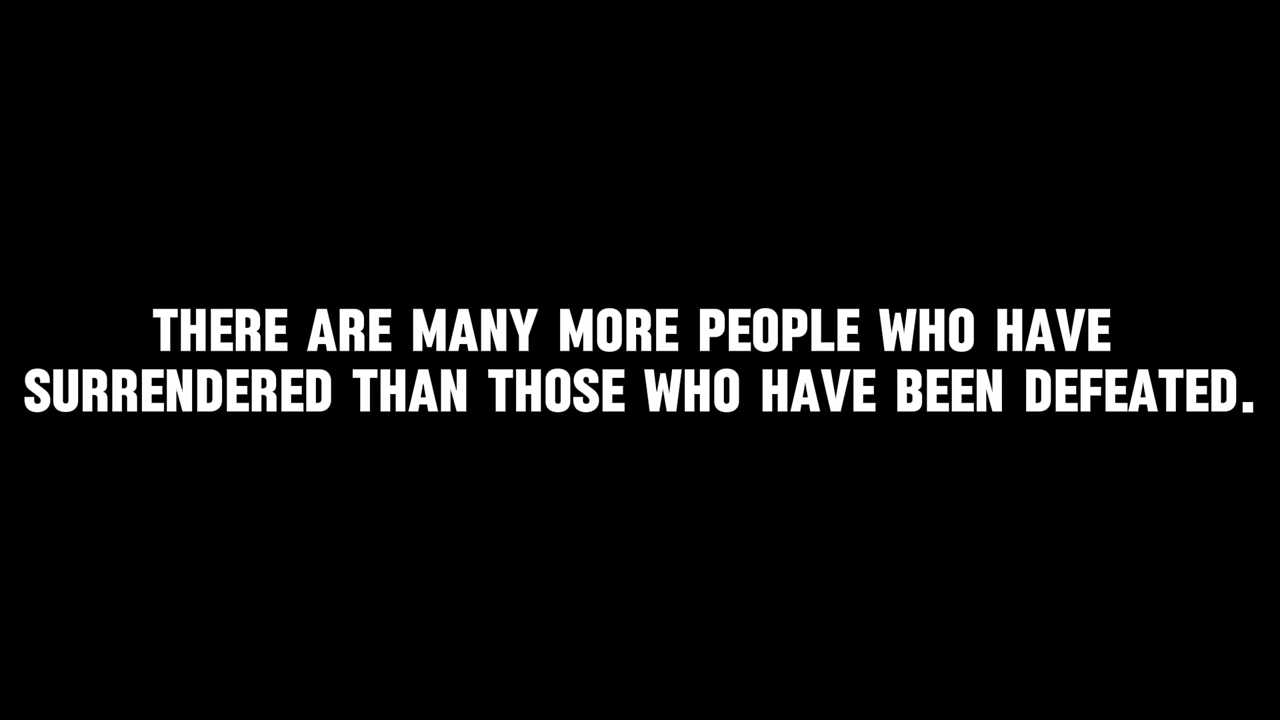 THERE ARE MANY MORE PEOPLE WHO HAVE
SURRENDERED THAN THOSE WHO HAVE BEEN DEFEATED.